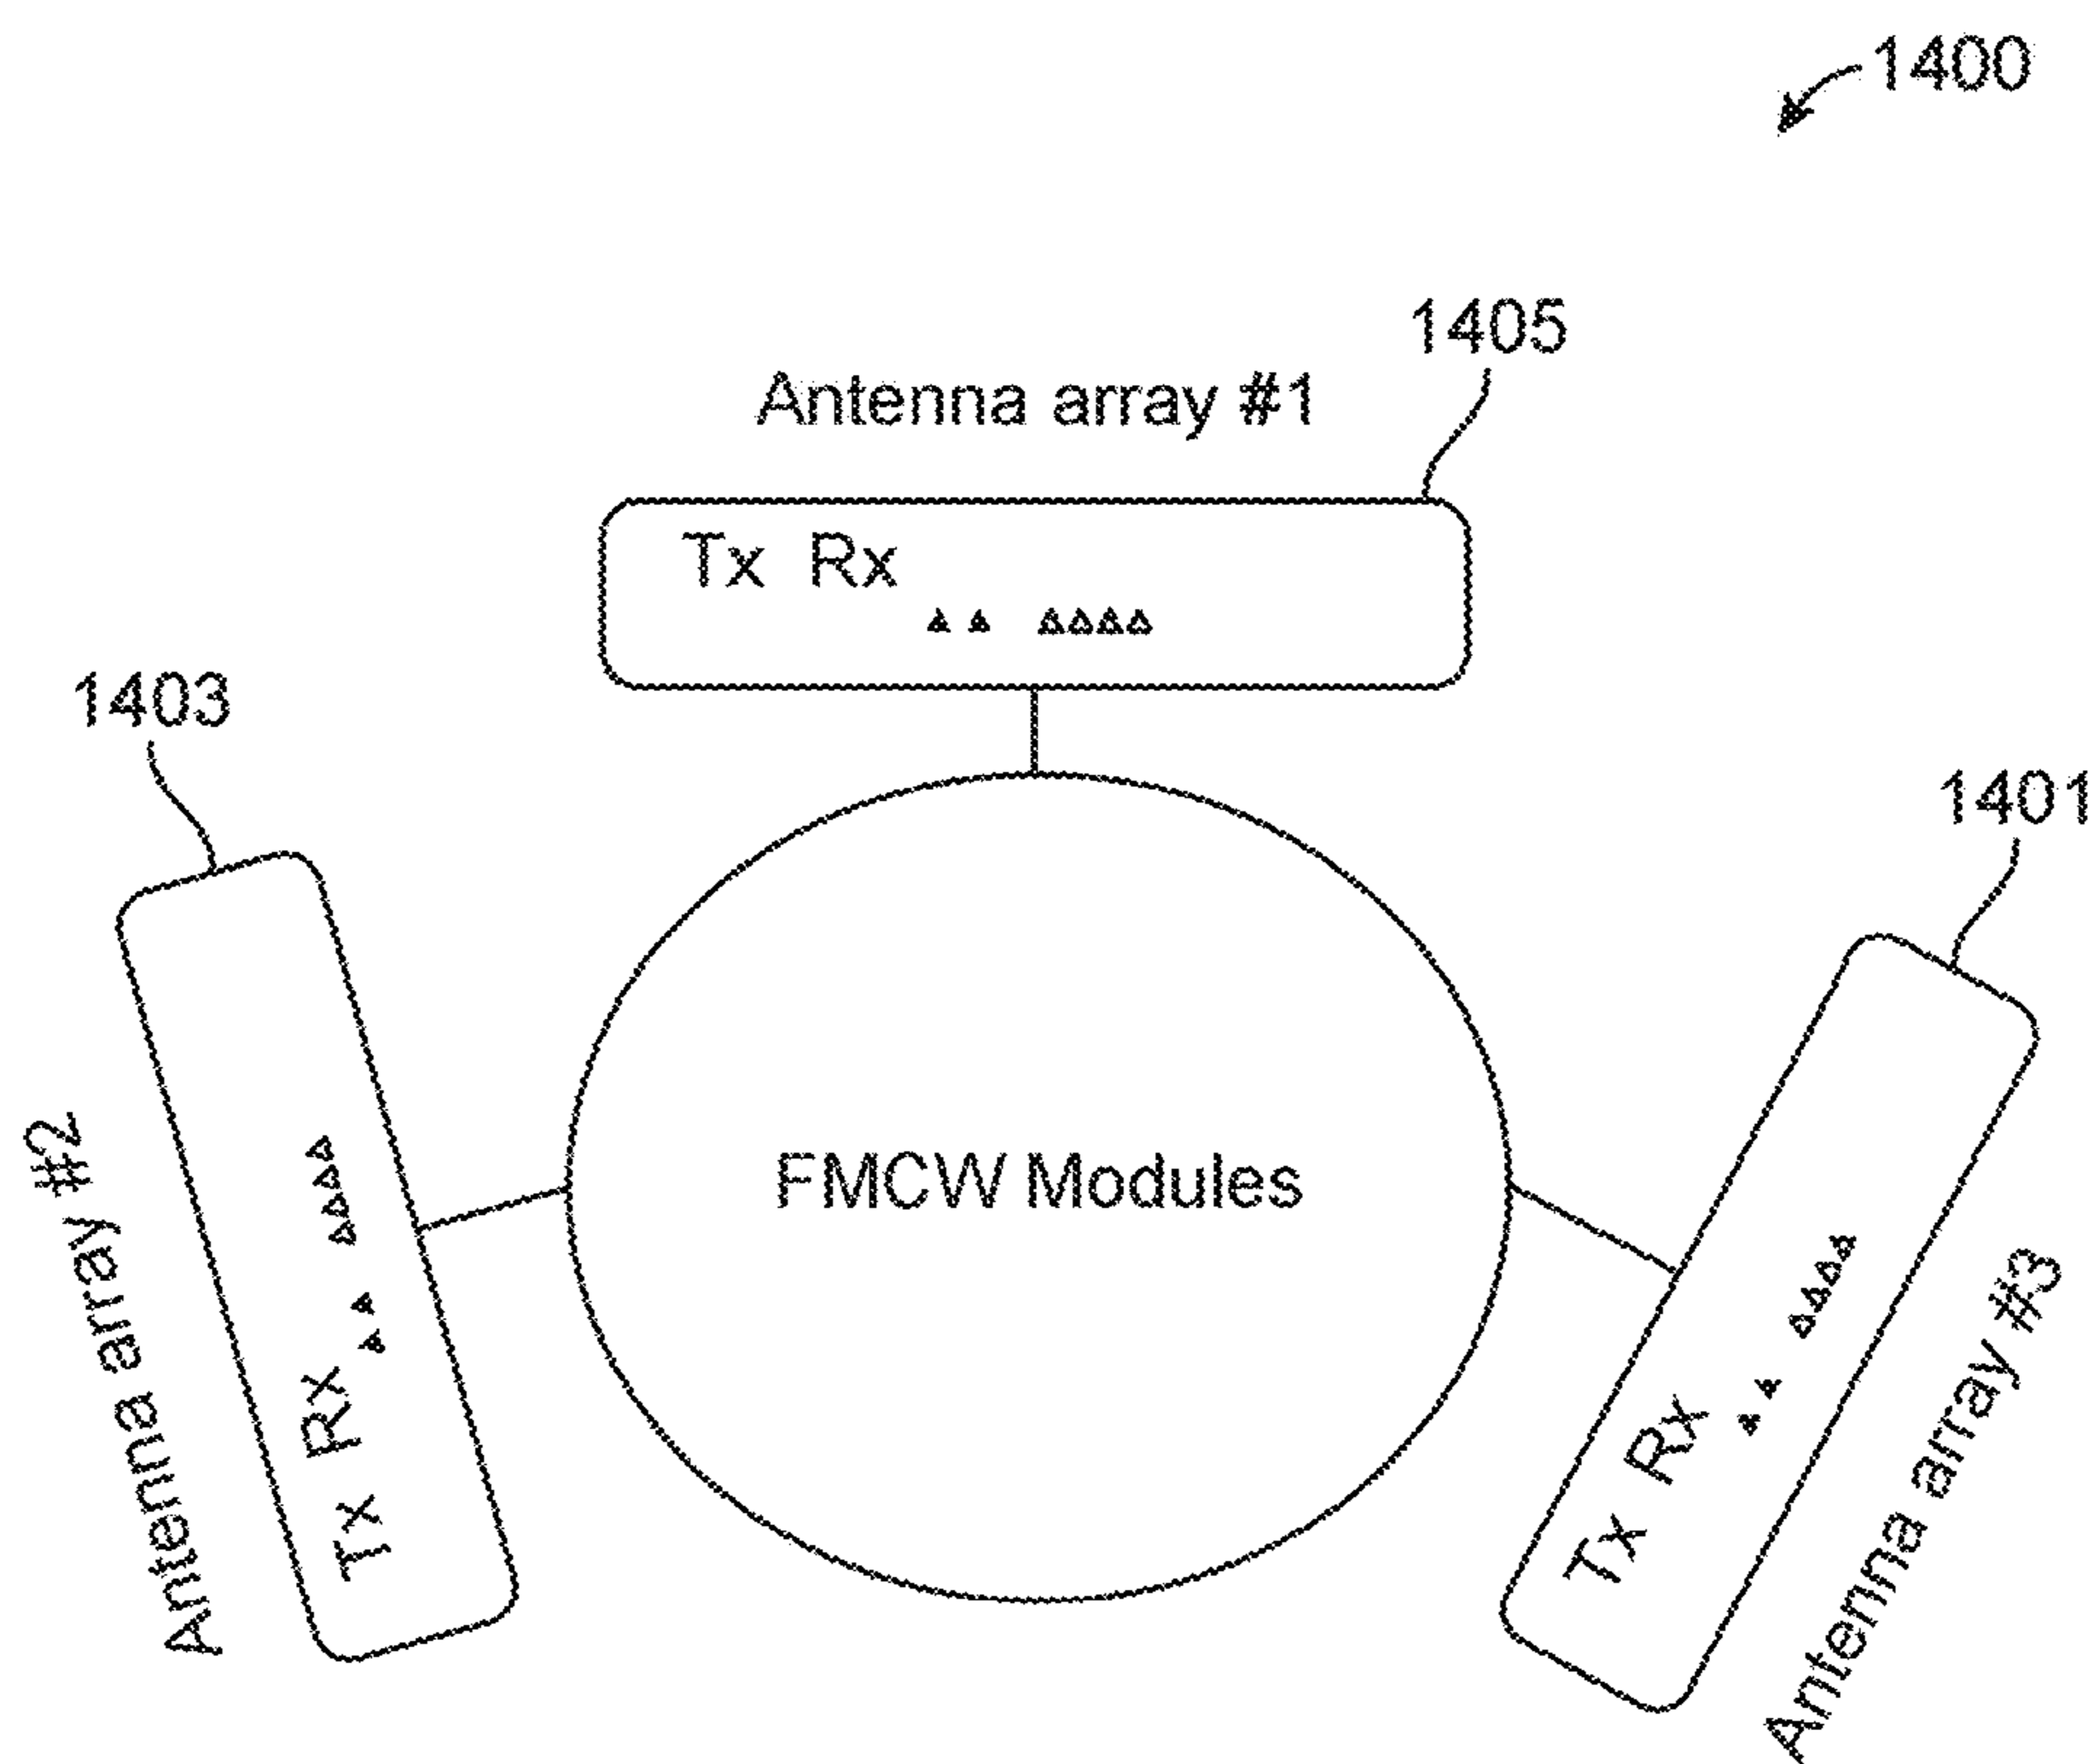 1400
1405
Antenna array #1
Tx Rx
1403
1401
Antenna array #2
Tx Rx
FMCW Modules
Tx Rx
Antenna array #3